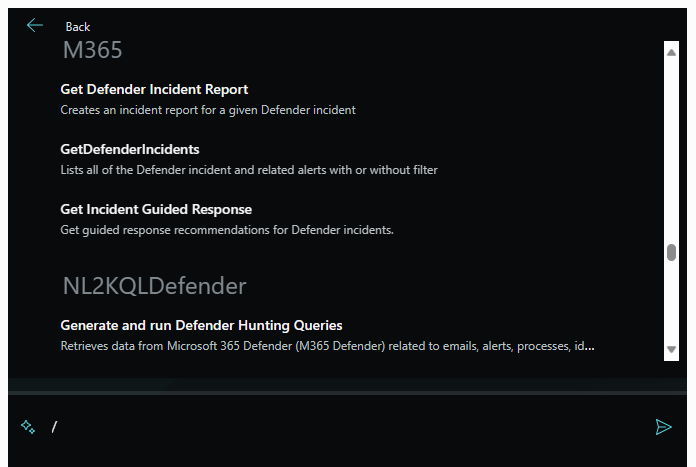 Back
M365
Get Defender Incident Report
Creates an incident report for a given Defender incident
GetDefenderIncidents
Lists all of the Defender incident and related alerts with or without filter
Get Incident Guided Response
Get guided response recommendations for Defender incidents.
NL2KQLDefender
Generate and run Defender Hunting Queries
Retrieves data from Microsoft 365 Defender (M365 Defender) related to emails, alerts, processes, id...
/